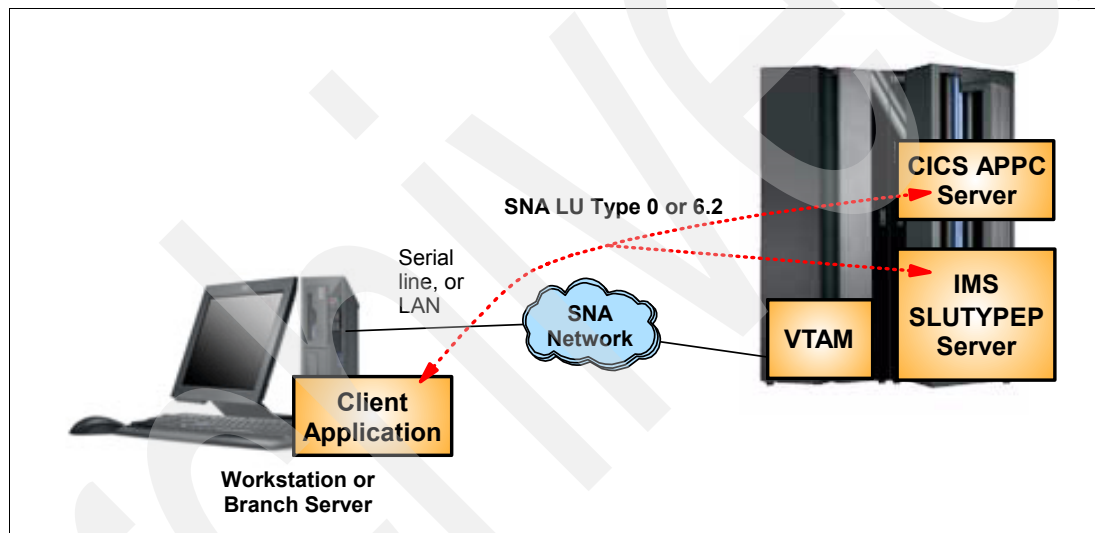 CICS APPC
Server
SNA LU Type 0 or 6.2
Serial
line, or
LAN
SNA
Network
VTAM
IMS
SLUTYPEP
Server
Client
Application
Workstation or
Branch Server